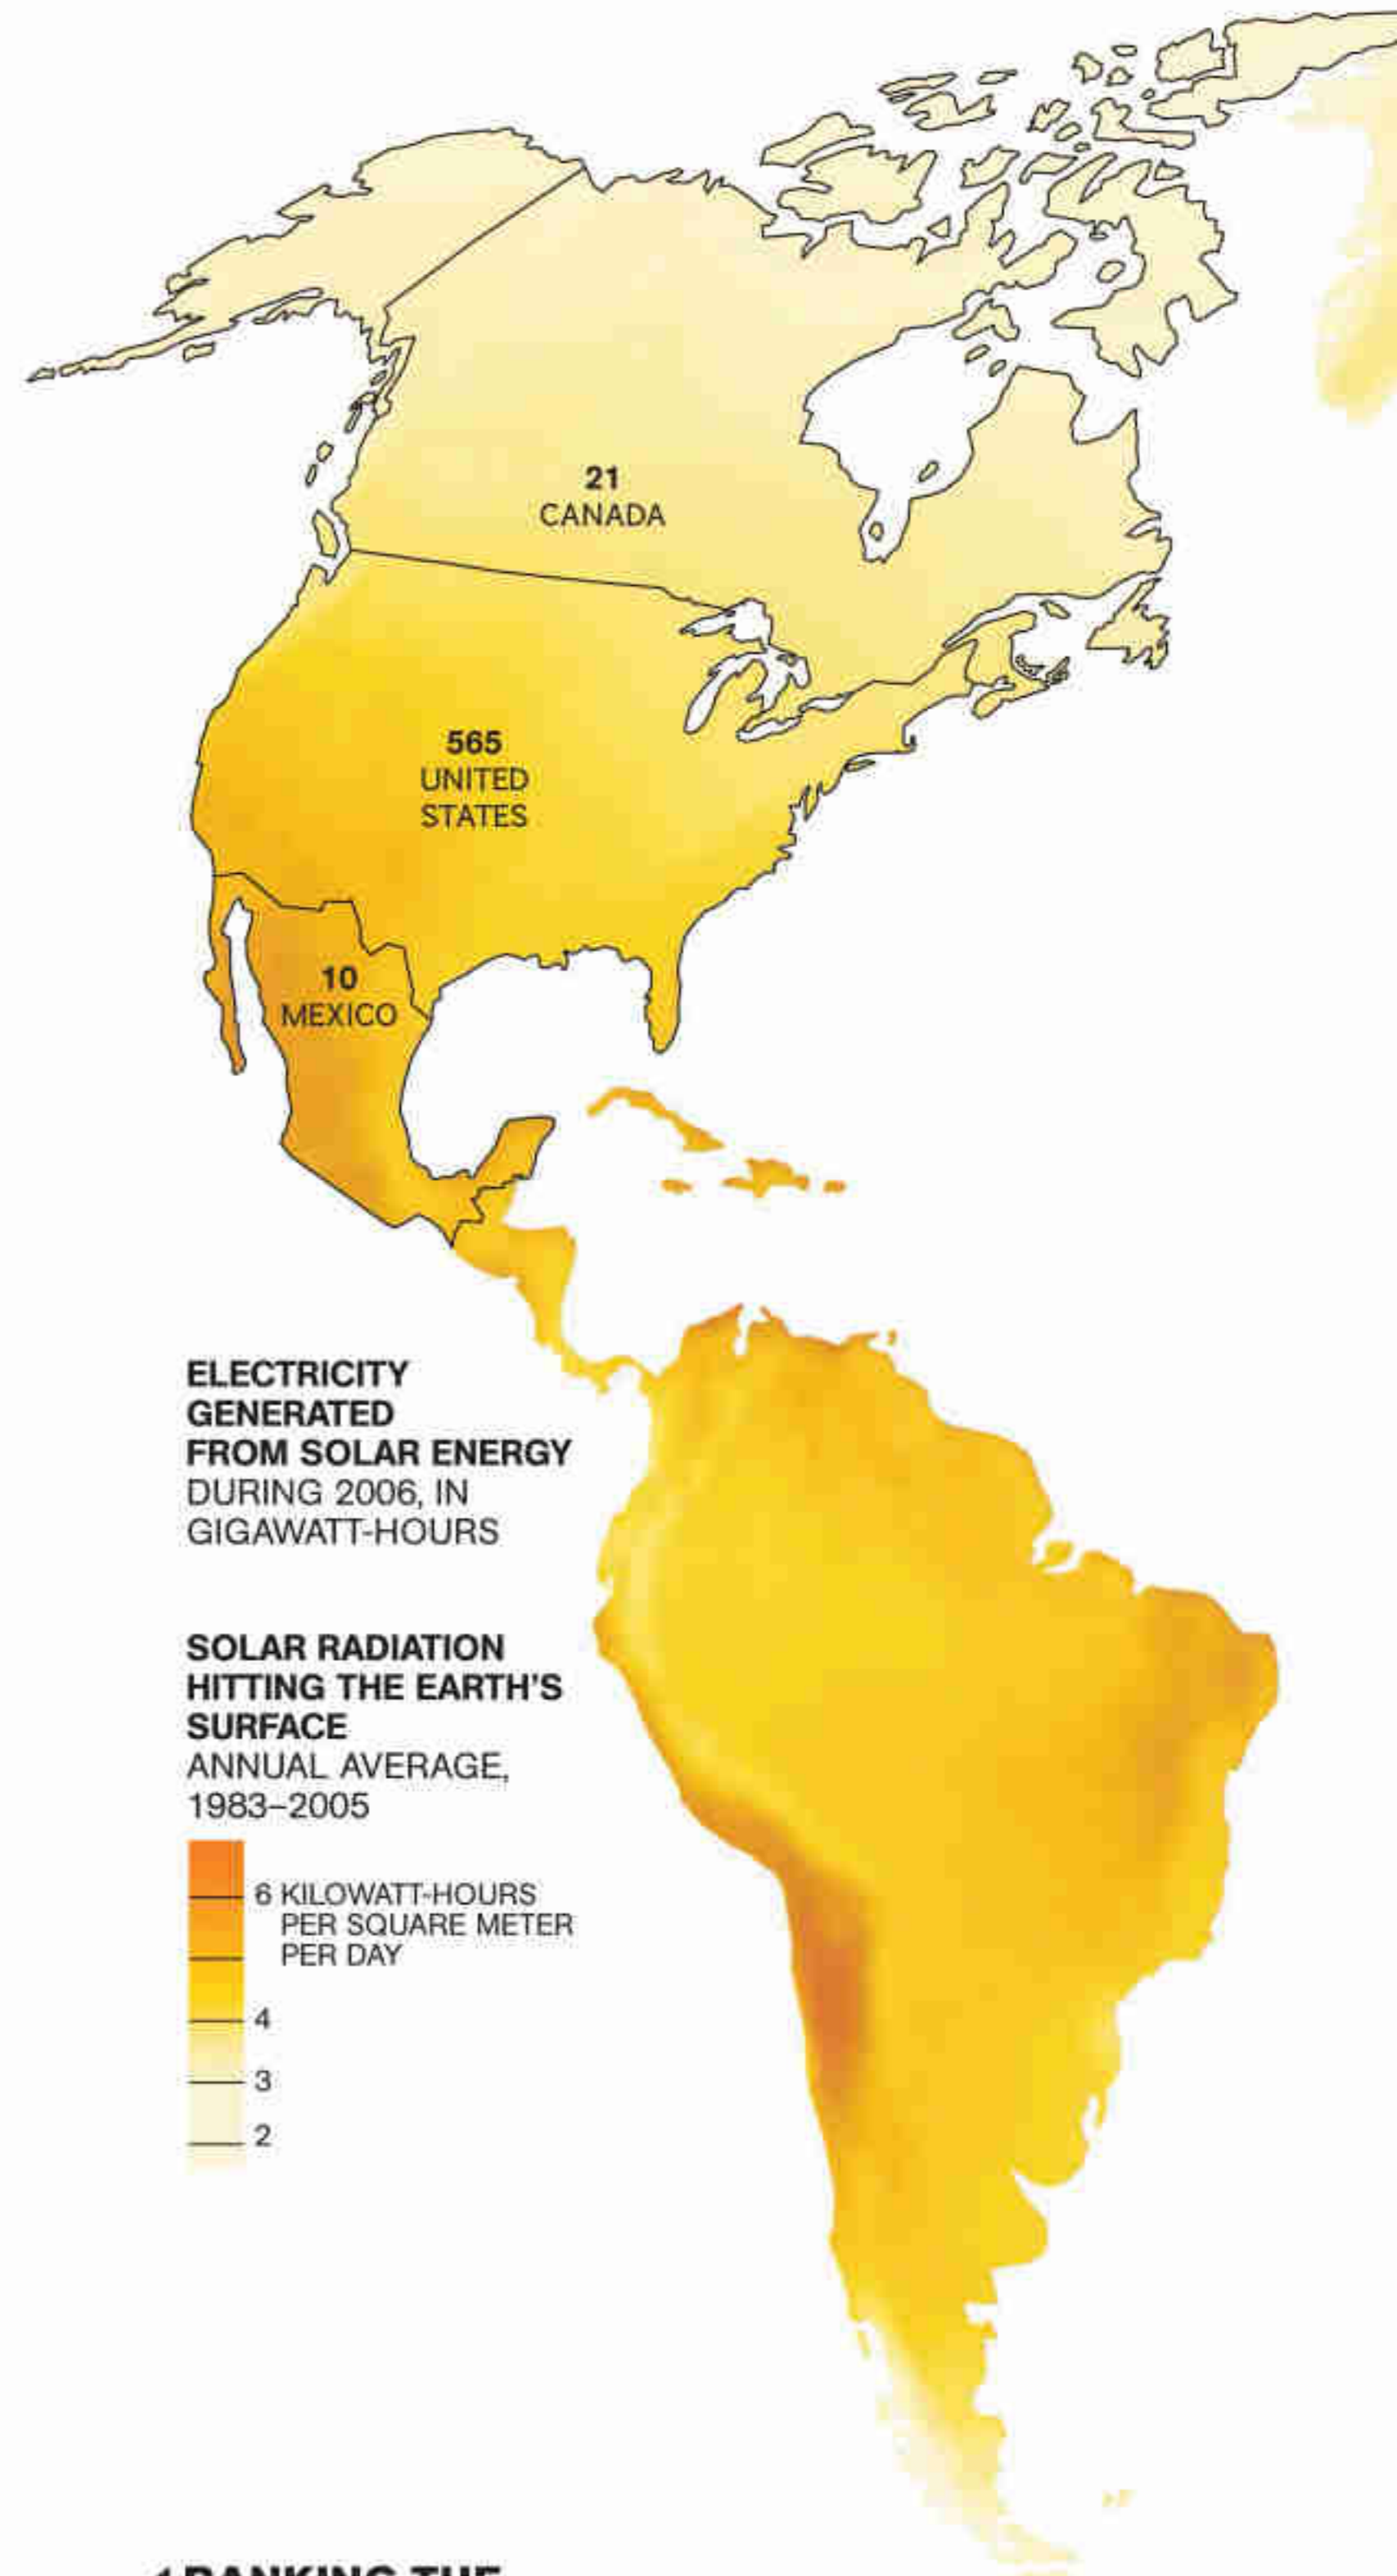 21
CANADA
565
UNITED
STATES
10
MEXICO
ELECTRICITY
GENERATED
FROM SOLAR ENERGY
DURING 2006, IN
GIGAWATT-HOURS
SOLAR RADIATION
HITTING THE EARTH'S
SURFACE
ANNUAL AVERAGE,
1983–2005
6 KILOWATT-HOURS
PER SQUARE METER
PER DAY
4
3
2
RANKING THE